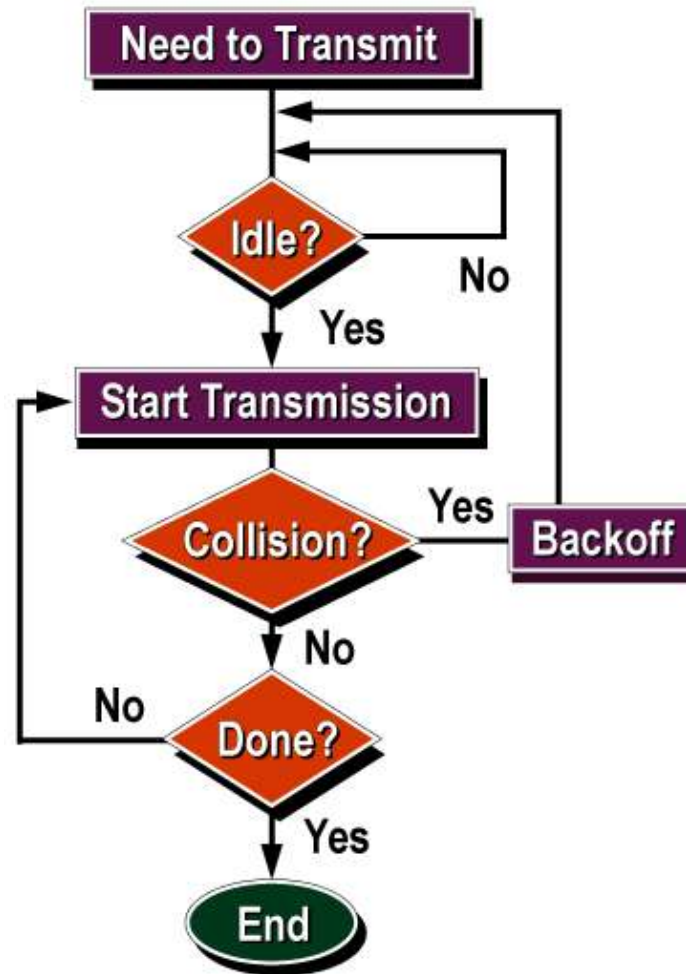 Need to Transmit
Idle?
No
Yes
Start Transmission
Collision?
Yes
Backoff
No
No
Done?
Yes
End